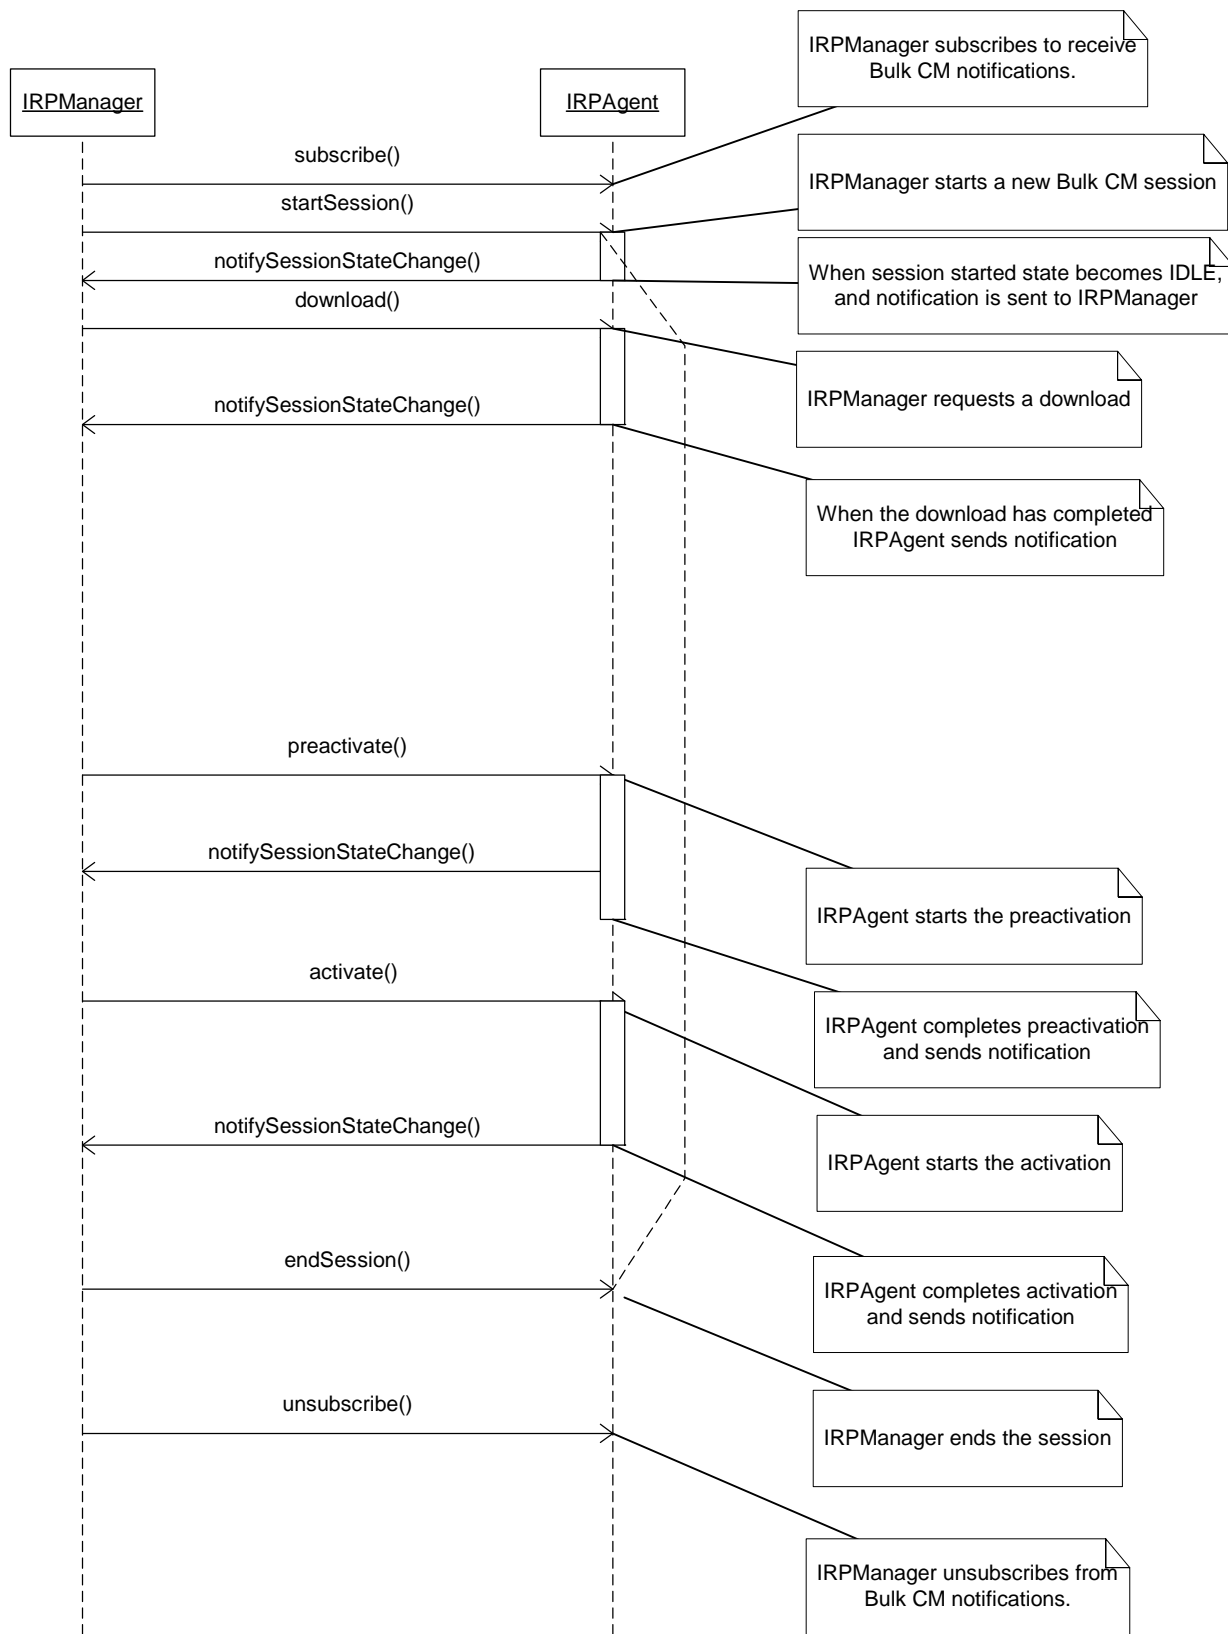 IRPManager subscribes to receive
Bulk CM notifications.
IRPManager
IRPAgent
subscribe()
IRPManager starts a new Bulk CM session
startSession()
notifySessionStateChange()
When session started state becomes IDLE,
and notification is sent to IRPManager
download()
IRPManager requests a download
notifySessionStateChange()
When the download has completed
IRPAgent sends notification
preactivate()
notifySessionStateChange()
IRPAgent starts the preactivation
activate()
IRPAgent completes preactivation
and sends notification
notifySessionStateChange()
IRPAgent starts the activation
endSession()
IRPAgent completes activation
and sends notification
unsubscribe()
IRPManager ends the session
IRPManager unsubscribes from
Bulk CM notifications.